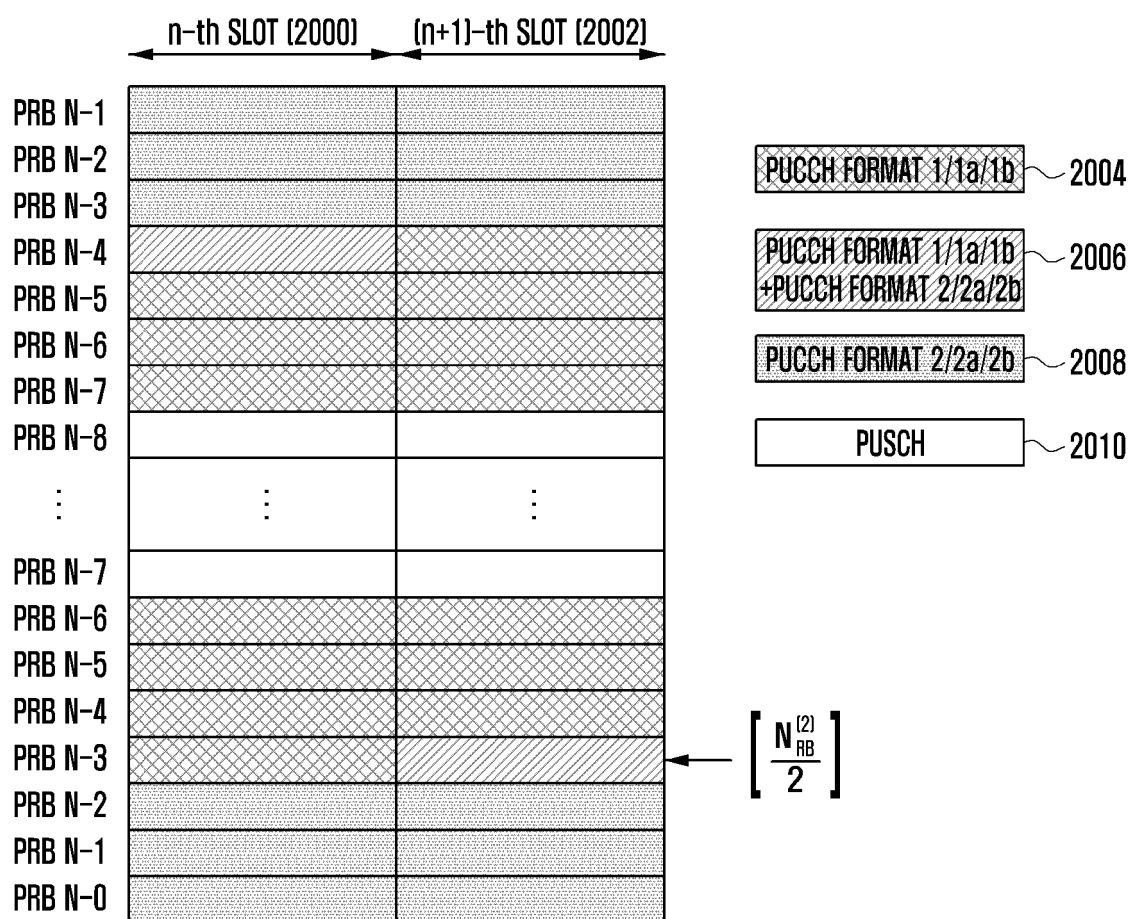 n-th SLOT (2000) (n+1)-th SLOT (2002)
PRB N-1
PRB N-2
PRB N-3
PRB N-4
PRB N-5
PRB N-6
PRB N-7
PRB N-8
⋮ ⋮ ⋮
PRB N-7
PRB N-6
PRB N-5
PRB N-4
PRB N-3
PRB N-2
PRB N-1
PRB N-0
PUCCH FORMAT 1/1a/1b 2004
PUCCH FORMAT 1/1a/1b 2006
+PUCCH FORMAT 2/2a/2b
PUCCH FORMAT 2/2a/2b 2008
PUSCH 2010
[N_RB^(2) / 2]